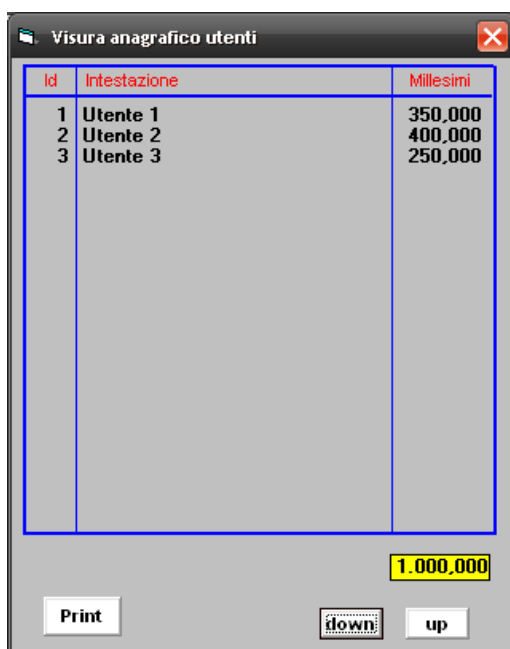 Visura anagrafico utenti
Id Intestazione Millesimi
1 Utente 1 350,000
2 Utente 2 400,000
3 Utente 3 250,000
1.000,000
Print down up